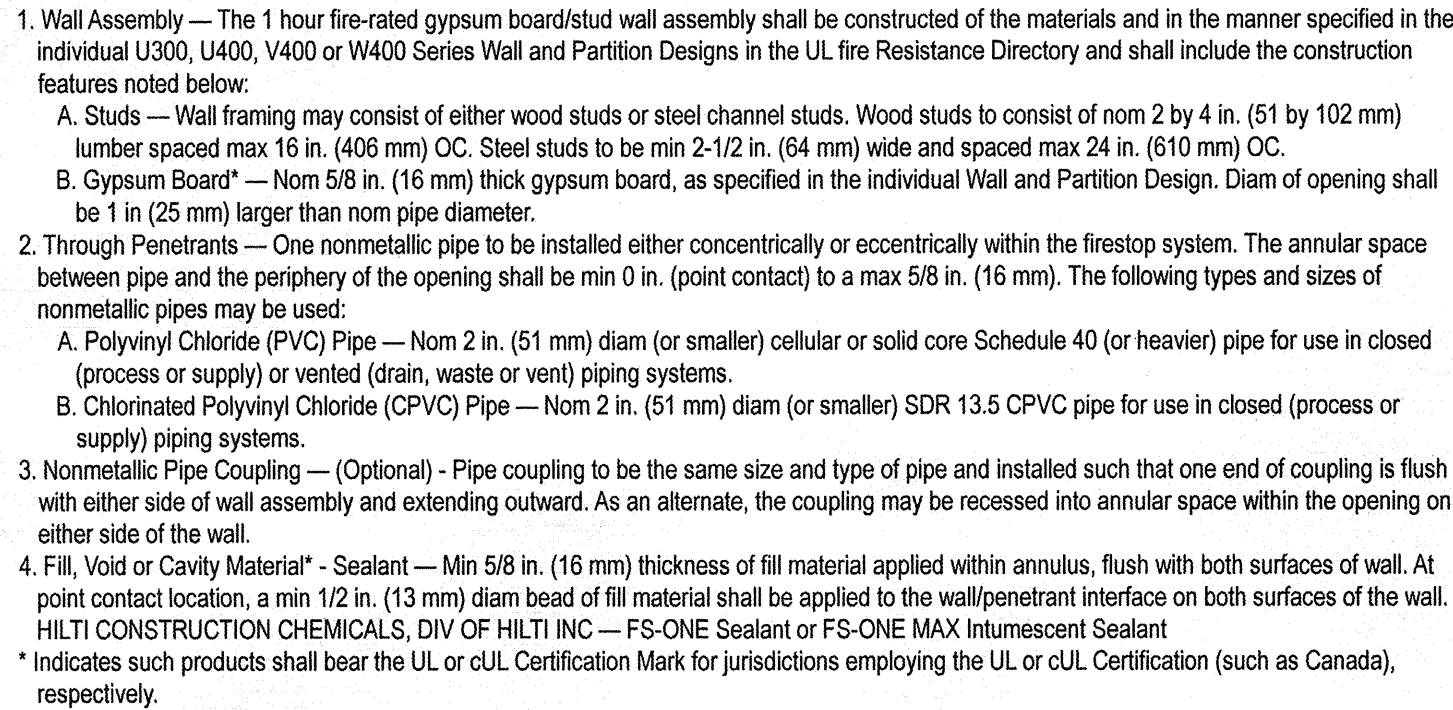 1. Wall Assembly — The 1 hour fire-rated gypsum board/stud wall assembly shall be constructed of the materials and in the manner specified in the
individual U300, U400, V400 or W400 Series Wall and Partition Designs in the UL fire Resistance Directory and shall include the construction
features noted below:
A. Studs — Wall framing may consist of either wood studs or steel channel studs. Wood studs to consist of nom 2 by 4 in. (51 by 102 mm)
lumber spaced max 16 in. (406 mm) OC. Steel studs to be min 2-1/2 in. (64 mm) wide and spaced max 24 in. (610 mm) OC.
B. Gypsum Board* — Nom 5/8 in. (16 mm) thick gypsum board, as specified in the individual Wall and Partition Design. Diam of opening shall
be 1 in (25 mm) larger than nom pipe diameter.
2. Through Penetrants — One nonmetallic pipe to be installed either concentrically or eccentrically within the firestop system. The annular space
between pipe and the periphery of the opening shall be min 0 in. (point contact) to a max 5/8 in. (16 mm). The following types and sizes of
nonmetallic pipes may be used:
A. Polyvinyl Chloride (PVC) Pipe — Nom 2 in. (51 mm) diam (or smaller) cellular or solid core Schedule 40 (or heavier) pipe for use in closed
(process or supply) or vented (drain, waste or vent) piping systems.
B. Chlorinated Polyvinyl Chloride (CPVC) Pipe — Nom 2 in. (51 mm) diam (or smaller) SDR 13.5 CPVC pipe for use in closed (process or
supply) piping systems.
3. Nonmetallic Pipe Coupling — (Optional) - Pipe coupling to be the same size and type of pipe and installed such that one end of coupling is flush
with either side of wall assembly and extending outward. As an alternate, the coupling may be recessed into annular space within the opening on
either side of the wall.
4. Fill, Void or Cavity Material* - Sealant — Min 5/8 in. (16 mm) thickness of fill material applied within annulus, flush with both surfaces of wall. At
point contact location, a min 1/2 in. (13 mm) diam bead of fill material shall be applied to the wall/penetrant interface on both surfaces of the wall.
HILTI CONSTRUCTION CHEMICALS, DIV OF HILTI INC — FS-ONE Sealant or FS-ONE MAX Intumescent Sealant
* Indicates such products shall bear the UL or cUL Certification Mark for jurisdictions employing the UL or cUL Certification (such as Canada),
respectively.